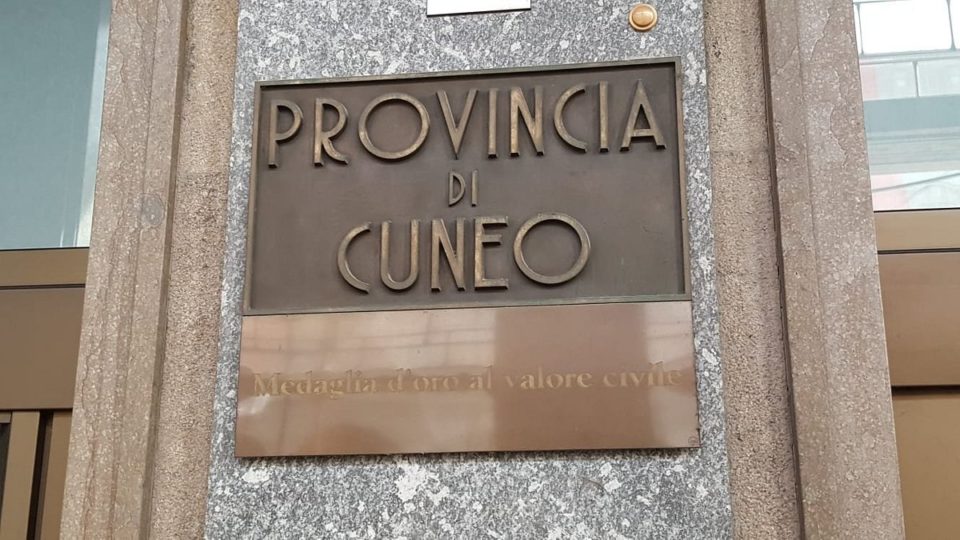 PROVINCIA
DI
CUNEO
Medaglia d'oro al valore civile